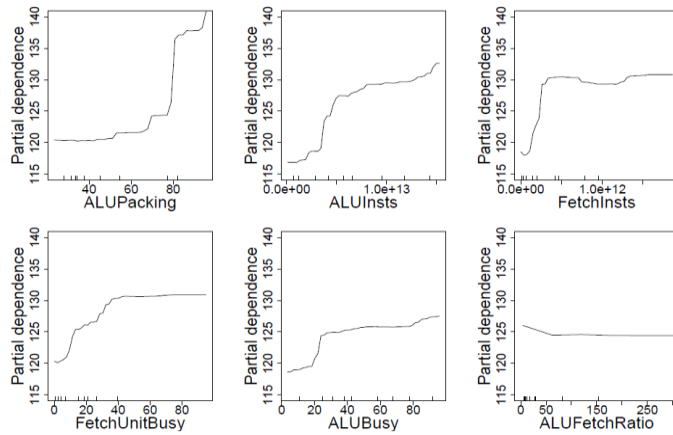 Partial dependence
115 120 125 130 135 140
40 60 80
ALUPacking
Partial dependence
115 120 125 130 135 140
0.0e+00 1.0e+13
ALUInsts
Partial dependence
115 120 125 130 135 140
0.0e+00 1.0e+12
FetchInsts
Partial dependence
115 120 125 130 135 140
0 20 40 60 80
FetchUnitBusy
Partial dependence
115 120 125 130 135 140
0 20 40 60 80
ALUBusy
Partial dependence
115 120 125 130 135 140
0 50 150 250
ALUFetchRatio